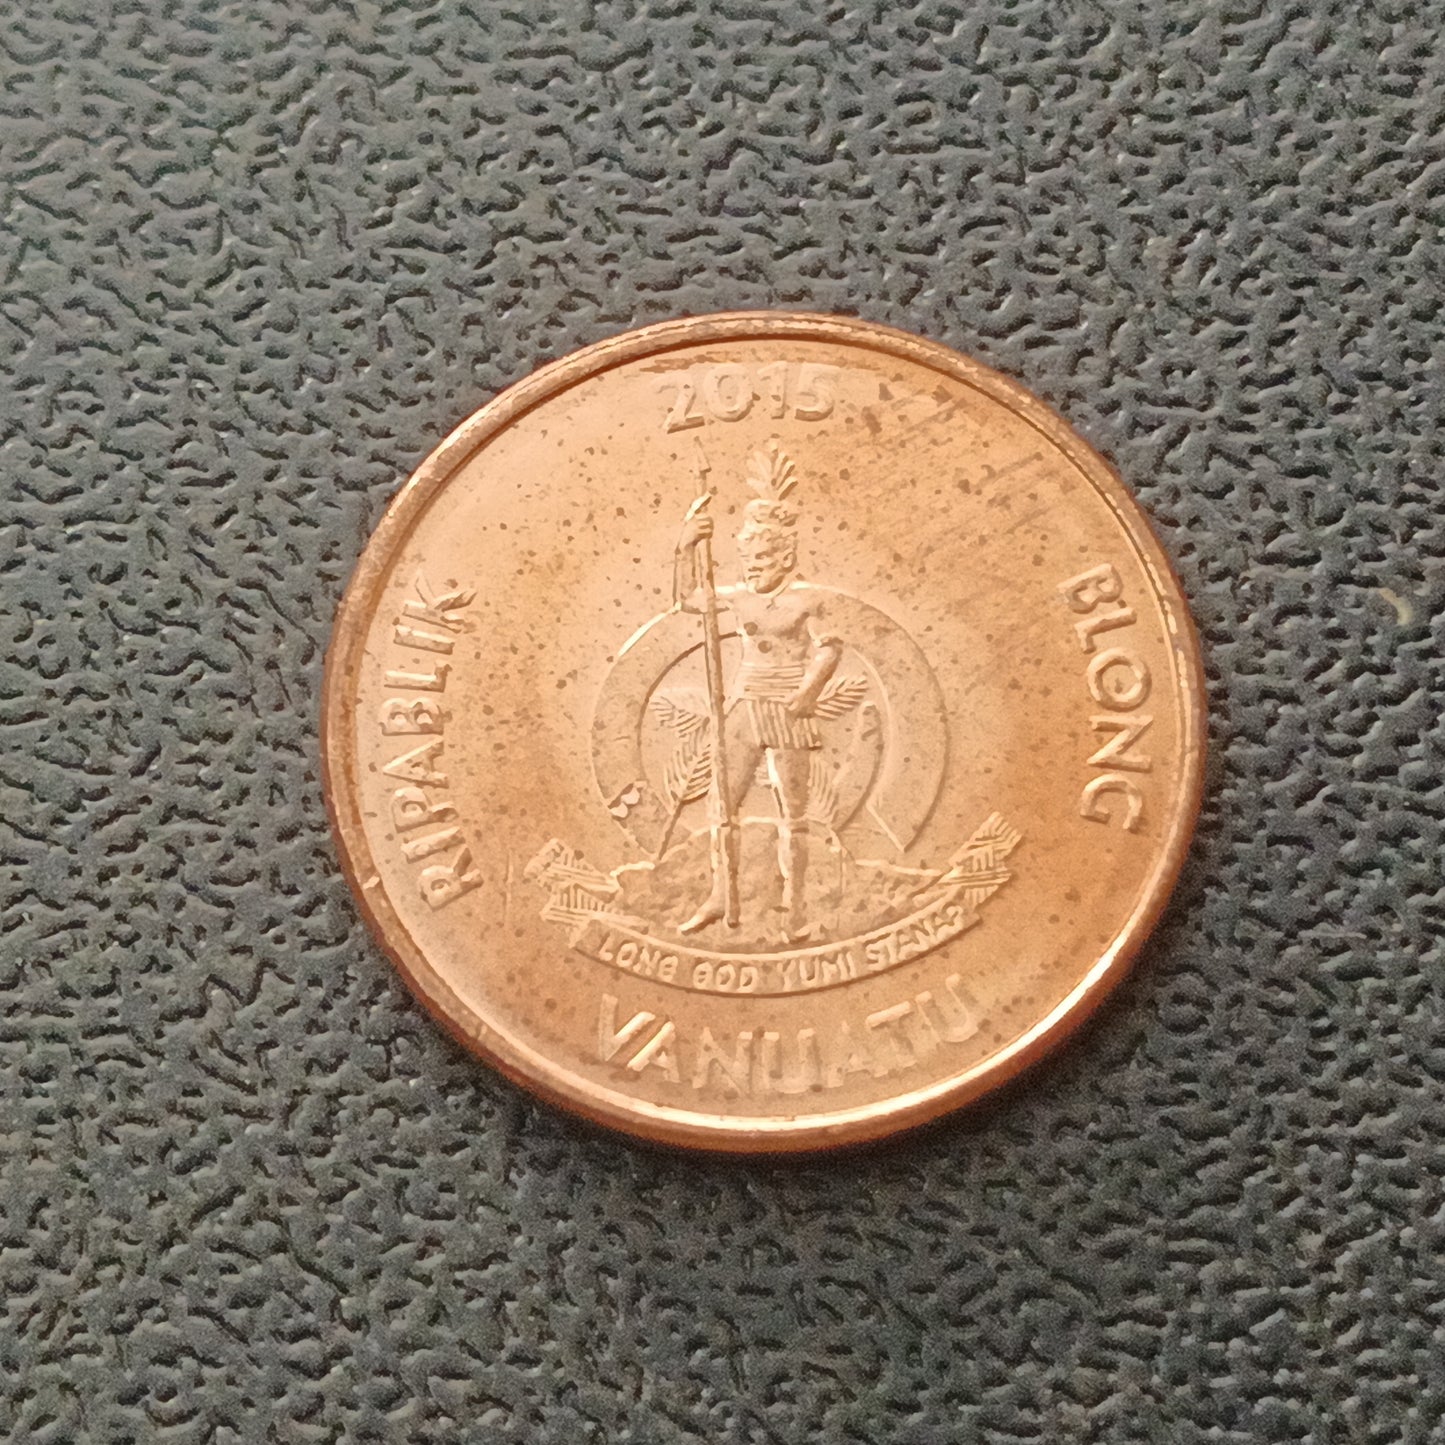 2015
RIPABLIK
BLONG
LONG GOD YUMI STANAP
VANUATU